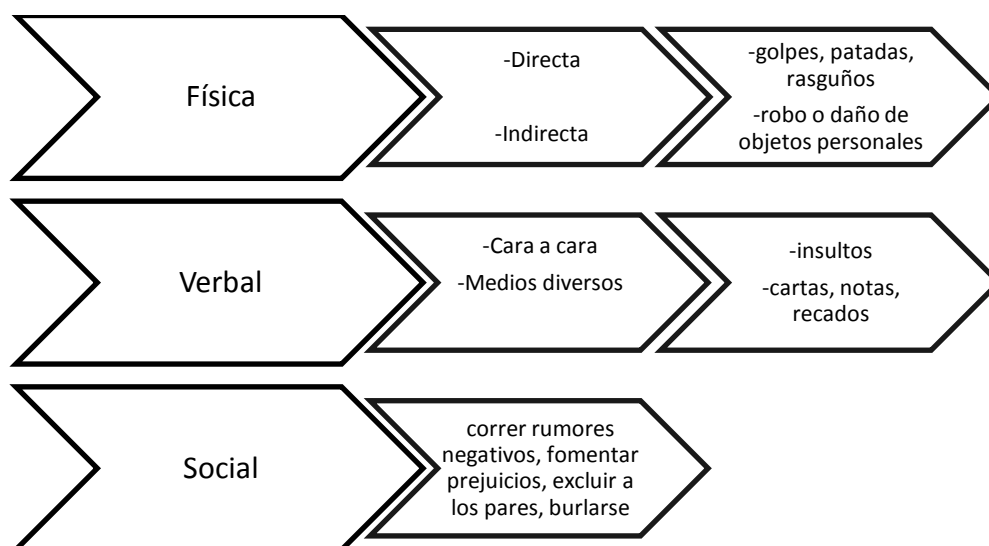 Física
-Directa
-Indirecta
-golpes, patadas,
rasguños
-robo o daño de
objetos personales
Verbal
-Cara a cara
-Medios diversos
-insultos
-cartas, notas,
recados
Social
correr rumores
negativos, fomentar
prejuicios, excluir a
los pares, burlarse